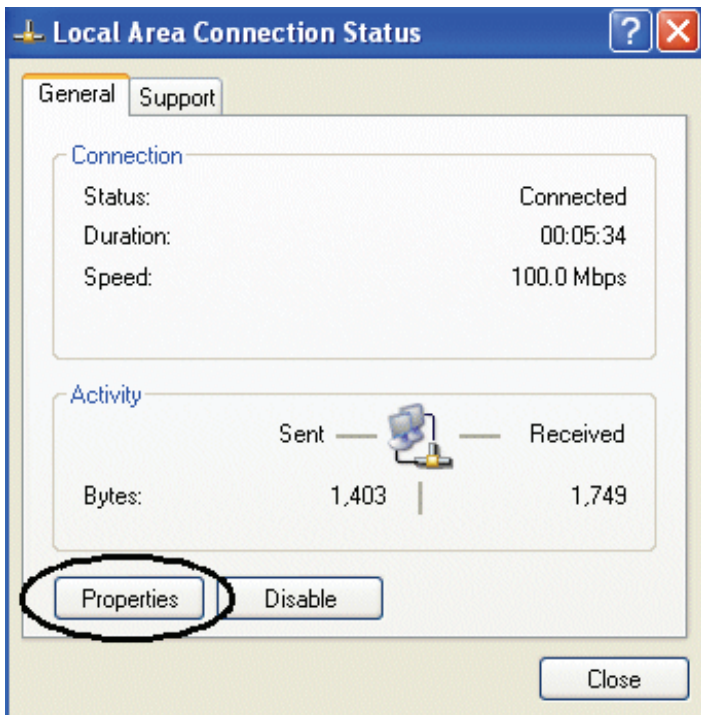 Local Area Connection Status
General Support
Connection
Status: Connected
Duration: 00:05:34
Speed: 100.0 Mbps
Activity
Sent Received
Bytes: 1,403 1,749
Properties Disable
Close